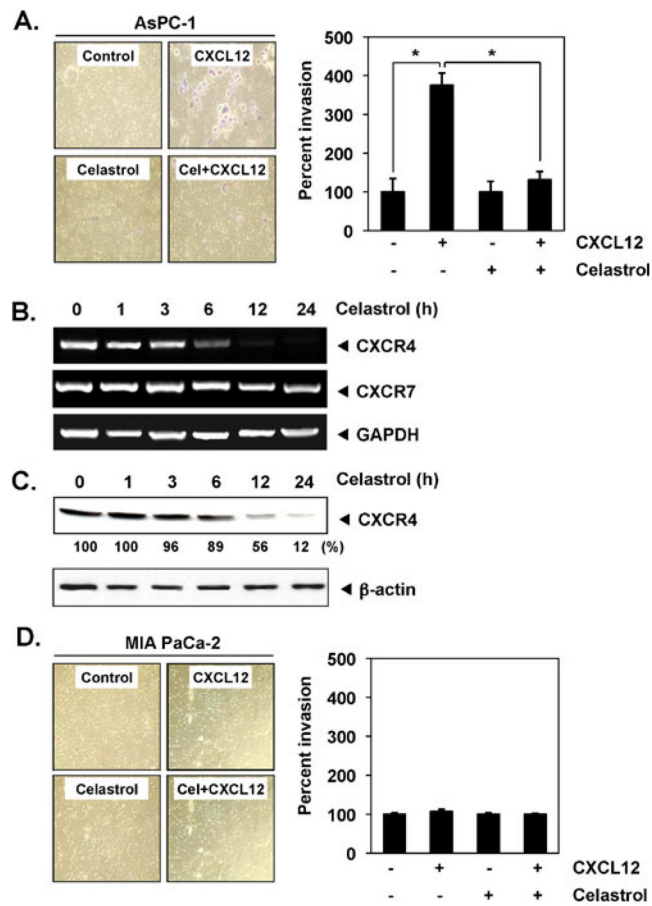 A.
AsPC-1
Control
CXCL12
Celastrol
Cel+CXCL12
Percent invasion
500
400
300
200
100
0
*
*
- + - + CXCL12
- - + + Celastrol
B.
0 1 3 6 12 24 Celastrol (h)
CXCR4
CXCR7
GAPDH
C.
0 1 3 6 12 24 Celastrol (h)
CXCR4
100 100 96 89 56 12 (%)
β-actin
D.
MIA PaCa-2
Control
CXCL12
Celastrol
Cel+CXCL12
Percent invasion
500
400
300
200
100
0
- + - + CXCL12
- - + + Celastrol